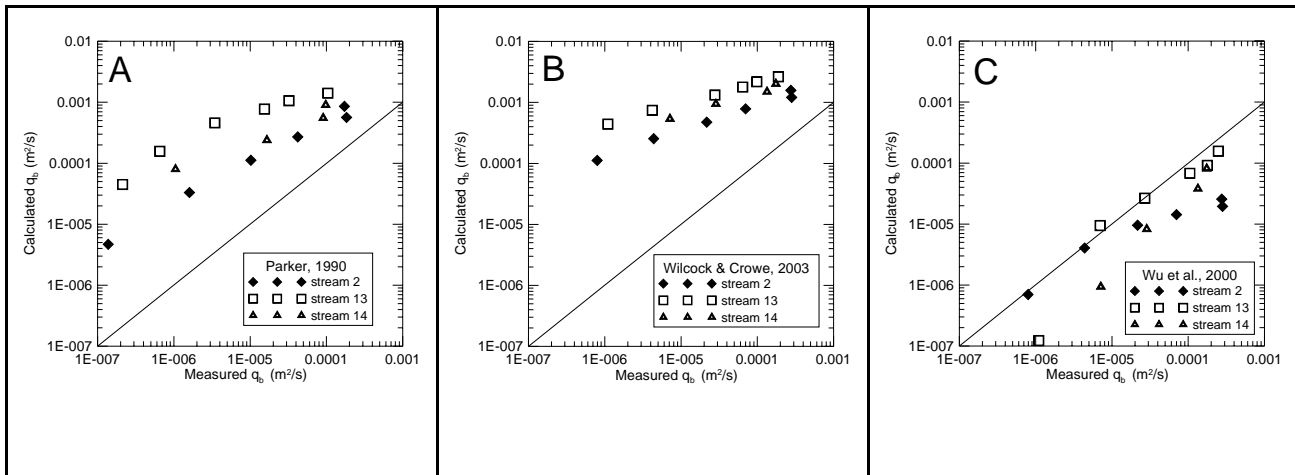 A
0.01
0.001
0.0001
1E-005
1E-006
1E-007
Calculated q_b (m²/s)
1E-007 1E-006 1E-005 0.0001 0.001
Measured q_b (m²/s)
Parker, 1990
stream 2
stream 13
stream 14
B
0.01
0.001
0.0001
1E-005
1E-006
1E-007
Calculated q_b (m²/s)
1E-007 1E-006 1E-005 0.0001 0.001
Measured q_b (m²/s)
Wilcock & Crowe, 2003
stream 2
stream 13
stream 14
C
0.01
0.001
0.0001
1E-005
1E-006
1E-007
Calculated q_b (m²/s)
1E-007 1E-006 1E-005 0.0001 0.001
Measured q_b (m²/s)
Wu et al., 2000
stream 2
stream 13
stream 14